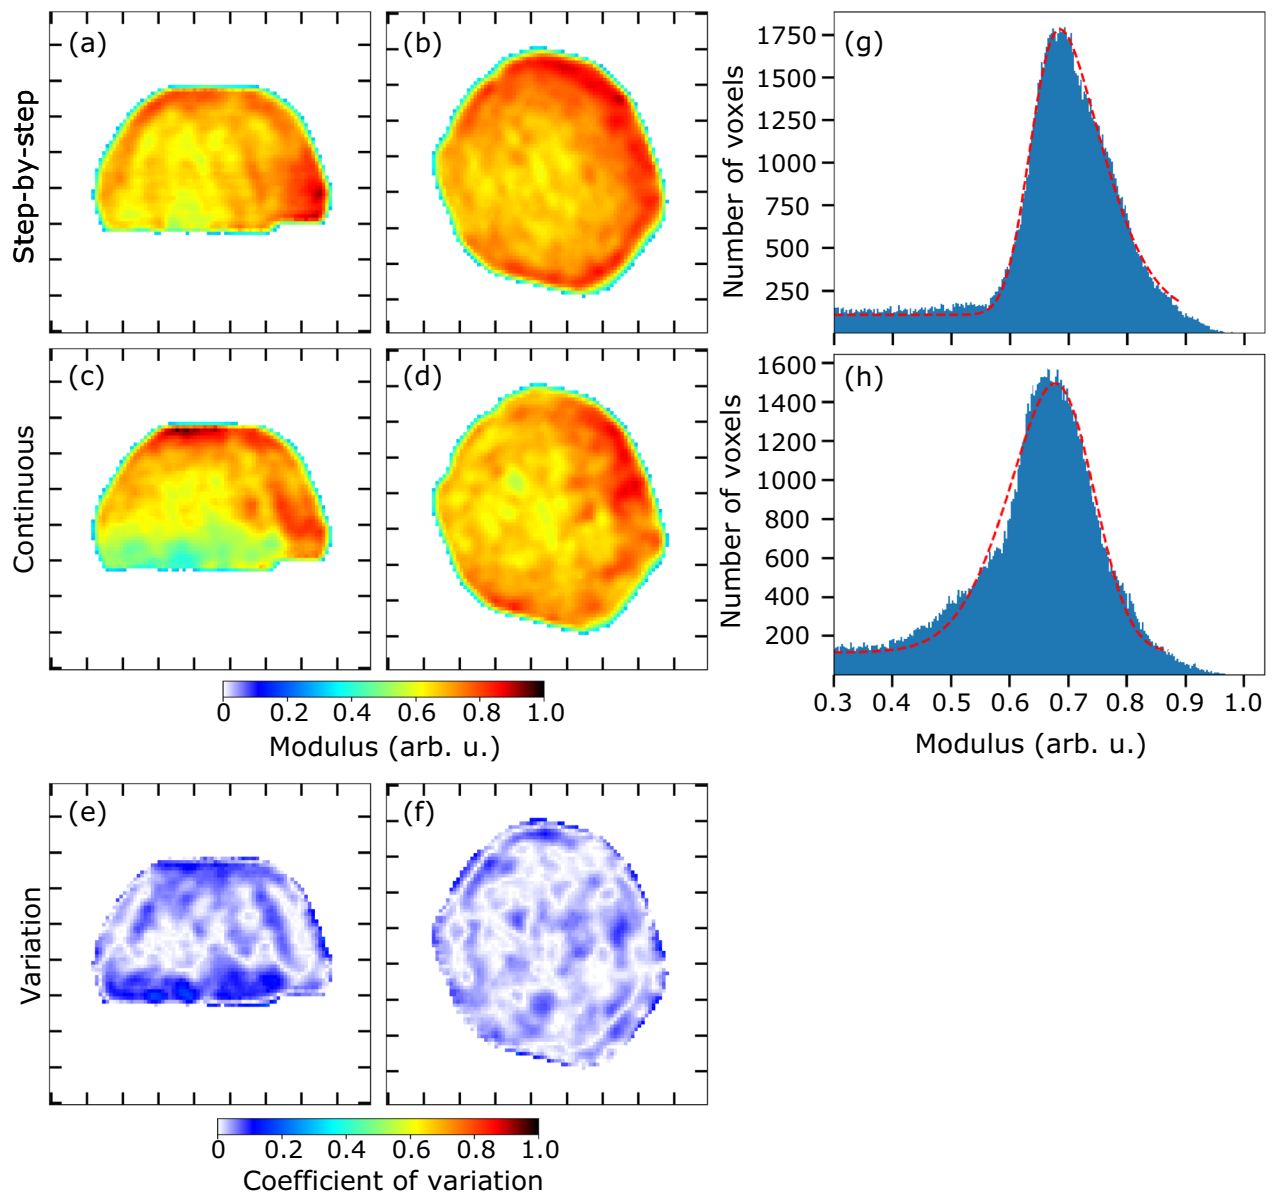 Step-by-step
(a)
(b)
(g)
Number of voxels
1750
1500
1250
1000
750
500
250
Continuous
(c)
(d)
(h)
Number of voxels
1600
1400
1200
1000
800
600
400
200
0.3 0.4 0.5 0.6 0.7 0.8 0.9 1.0
Modulus (arb. u.)
0 0.2 0.4 0.6 0.8 1.0
Modulus (arb. u.)
Variation
(e)
(f)
0 0.2 0.4 0.6 0.8 1.0
Coefficient of variation